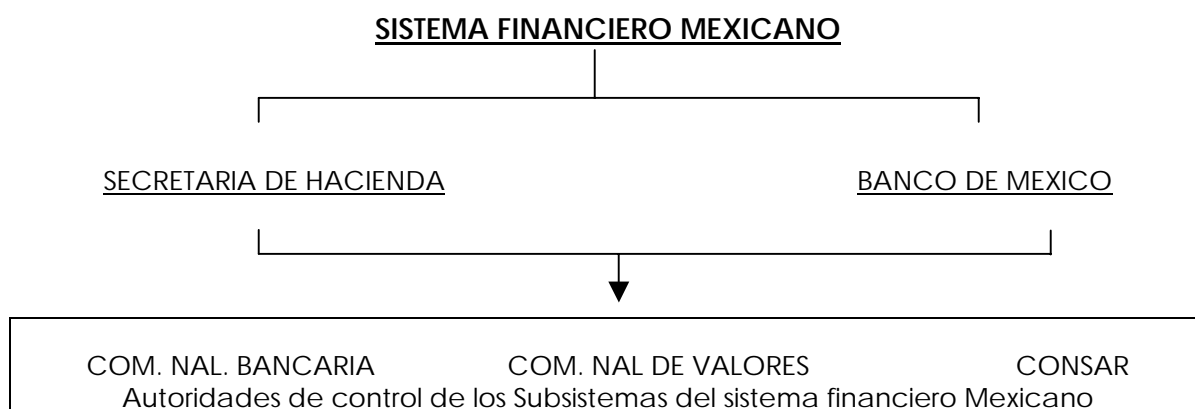 SISTEMA FINANCIERO MEXICANO
SECRETARIA DE HACIENDA BANCO DE MEXICO
COM. NAL. BANCARIA COM. NAL DE VALORES CONSAR
Autoridades de control de los Subsistemas del sistema financiero Mexicano